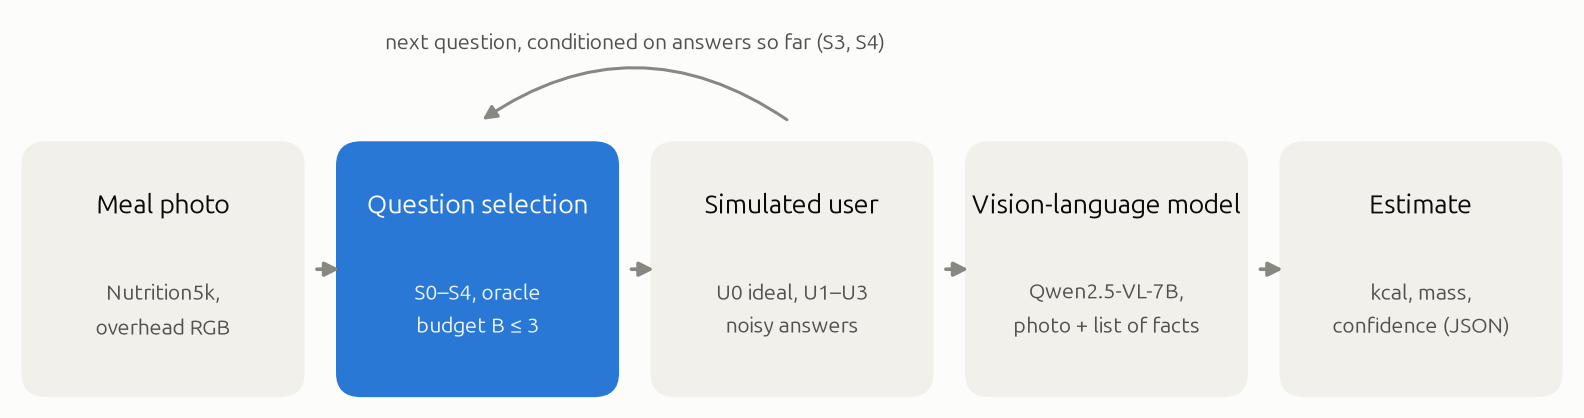 next question, conditioned on answers so far (S3, S4)
Meal photo
Nutrition5k,
overhead RGB
Question selection
S0–S4, oracle
budget B ≤ 3
Simulated user
U0 ideal, U1–U3
noisy answers
Vision-language model
Qwen2.5-VL-7B,
photo + list of facts
Estimate
kcal, mass,
confidence (JSON)